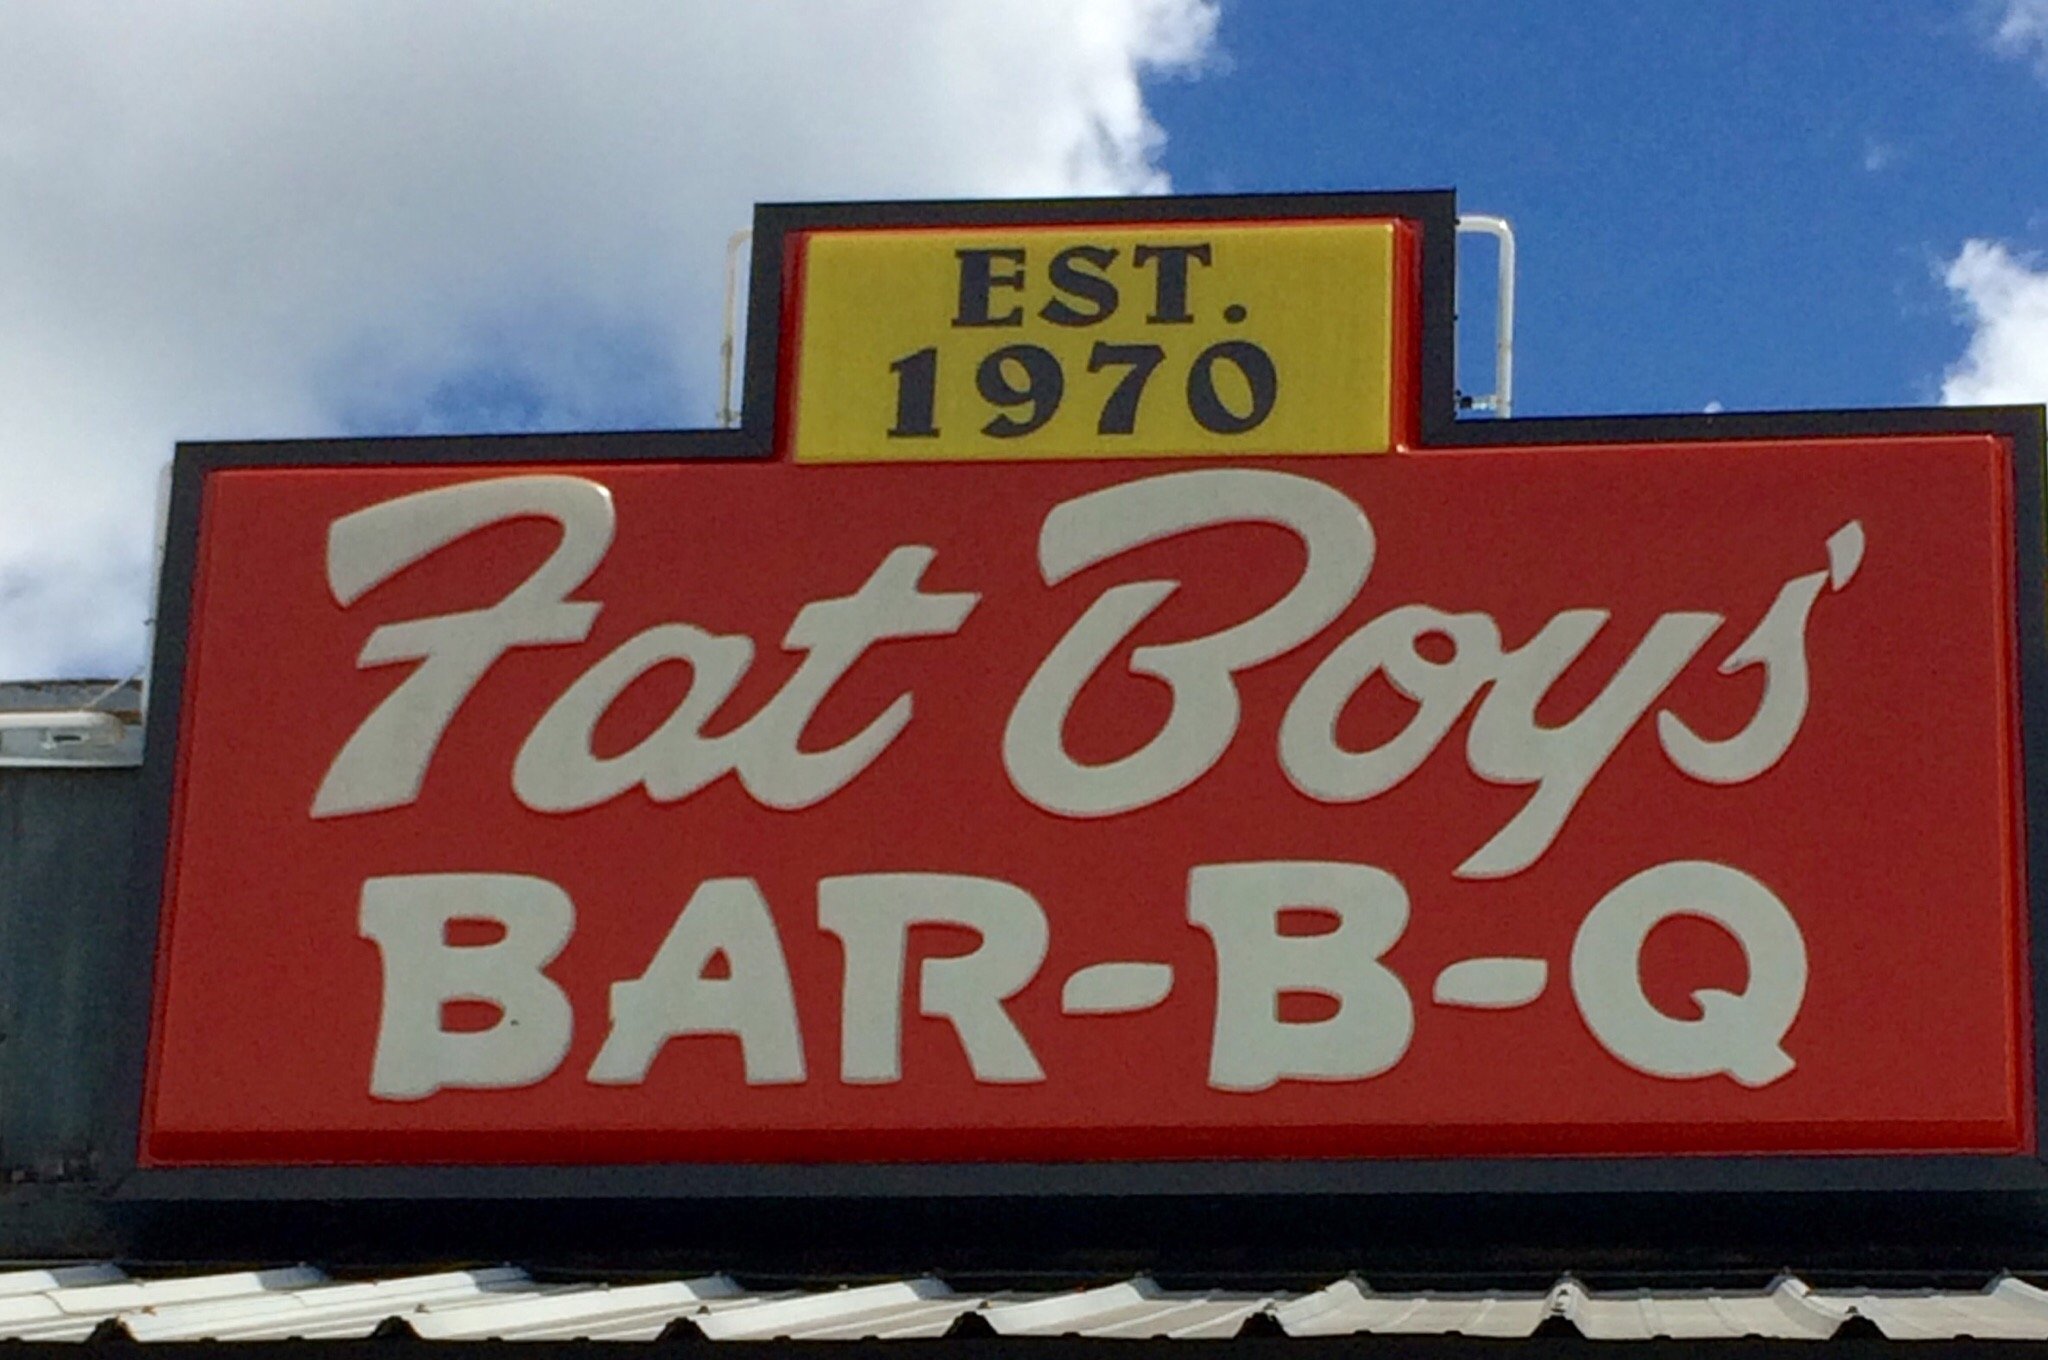 EST.
1970
Fat Boys'
BAR-B-Q